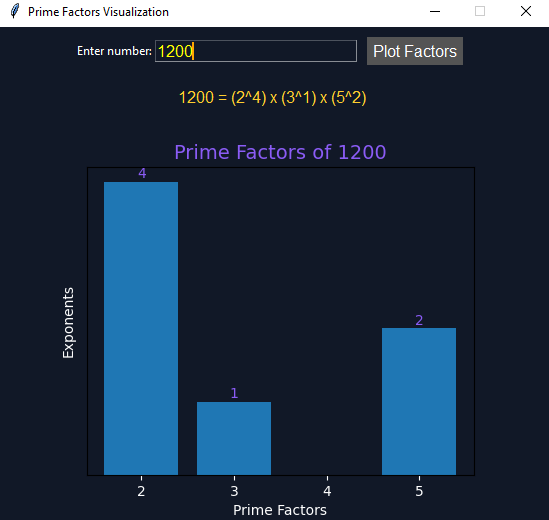 Prime Factors Visualization
Enter number: 1200 Plot Factors
1200 = (2^4) x (3^1) x (5^2)
Prime Factors of 1200
4
2
1
Exponents
2 3 4 5
Prime Factors